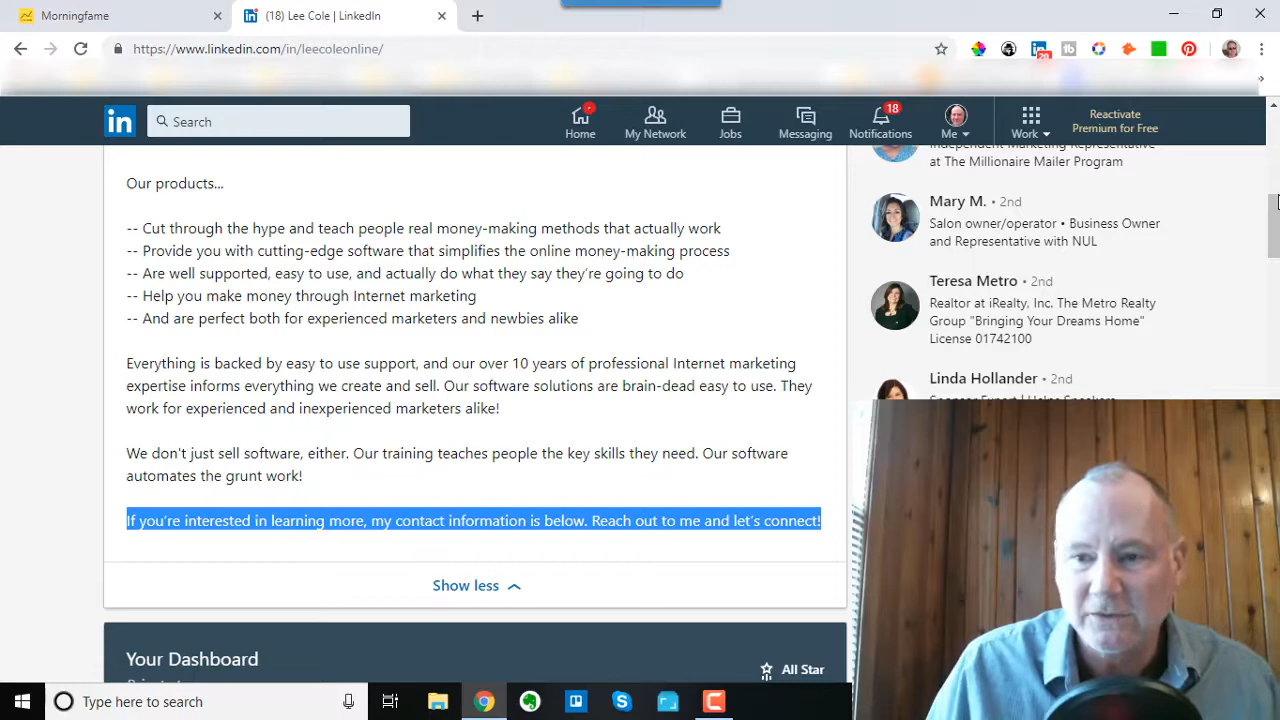 Morningfame
(18) Lee Cole | LinkedIn
https://www.linkedin.com/in/leecoleonline/
in
Search
Home
My Network
Jobs
Messaging
18
Notifications
Me
Work
Reactivate
Premium for Free
Independent Marketing Representative
at The Millionaire Mailer Program
Our products...
-- Cut through the hype and teach people real money-making methods that actually work
-- Provide you with cutting-edge software that simplifies the online money-making process
-- Are well supported, easy to use, and actually do what they say they're going to do
-- Help you make money through Internet marketing
-- And are perfect both for experienced marketers and newbies alike
Everything is backed by easy to use support, and our over 10 years of professional Internet marketing
expertise informs everything we create and sell. Our software solutions are brain-dead easy to use. They
work for experienced and inexperienced marketers alike!
We don't just sell software, either. Our training teaches people the key skills they need. Our software
automates the grunt work!
If you're interested in learning more, my contact information is below. Reach out to me and let's connect!
Show less
Your Dashboard
All Star
Mary M. • 2nd
Salon owner/operator • Business Owner
and Representative with NUL
Teresa Metro • 2nd
Realtor at iRealty, Inc. The Metro Realty
Group "Bringing Your Dreams Home"
License 01742100
Linda Hollander • 2nd
Type here to search